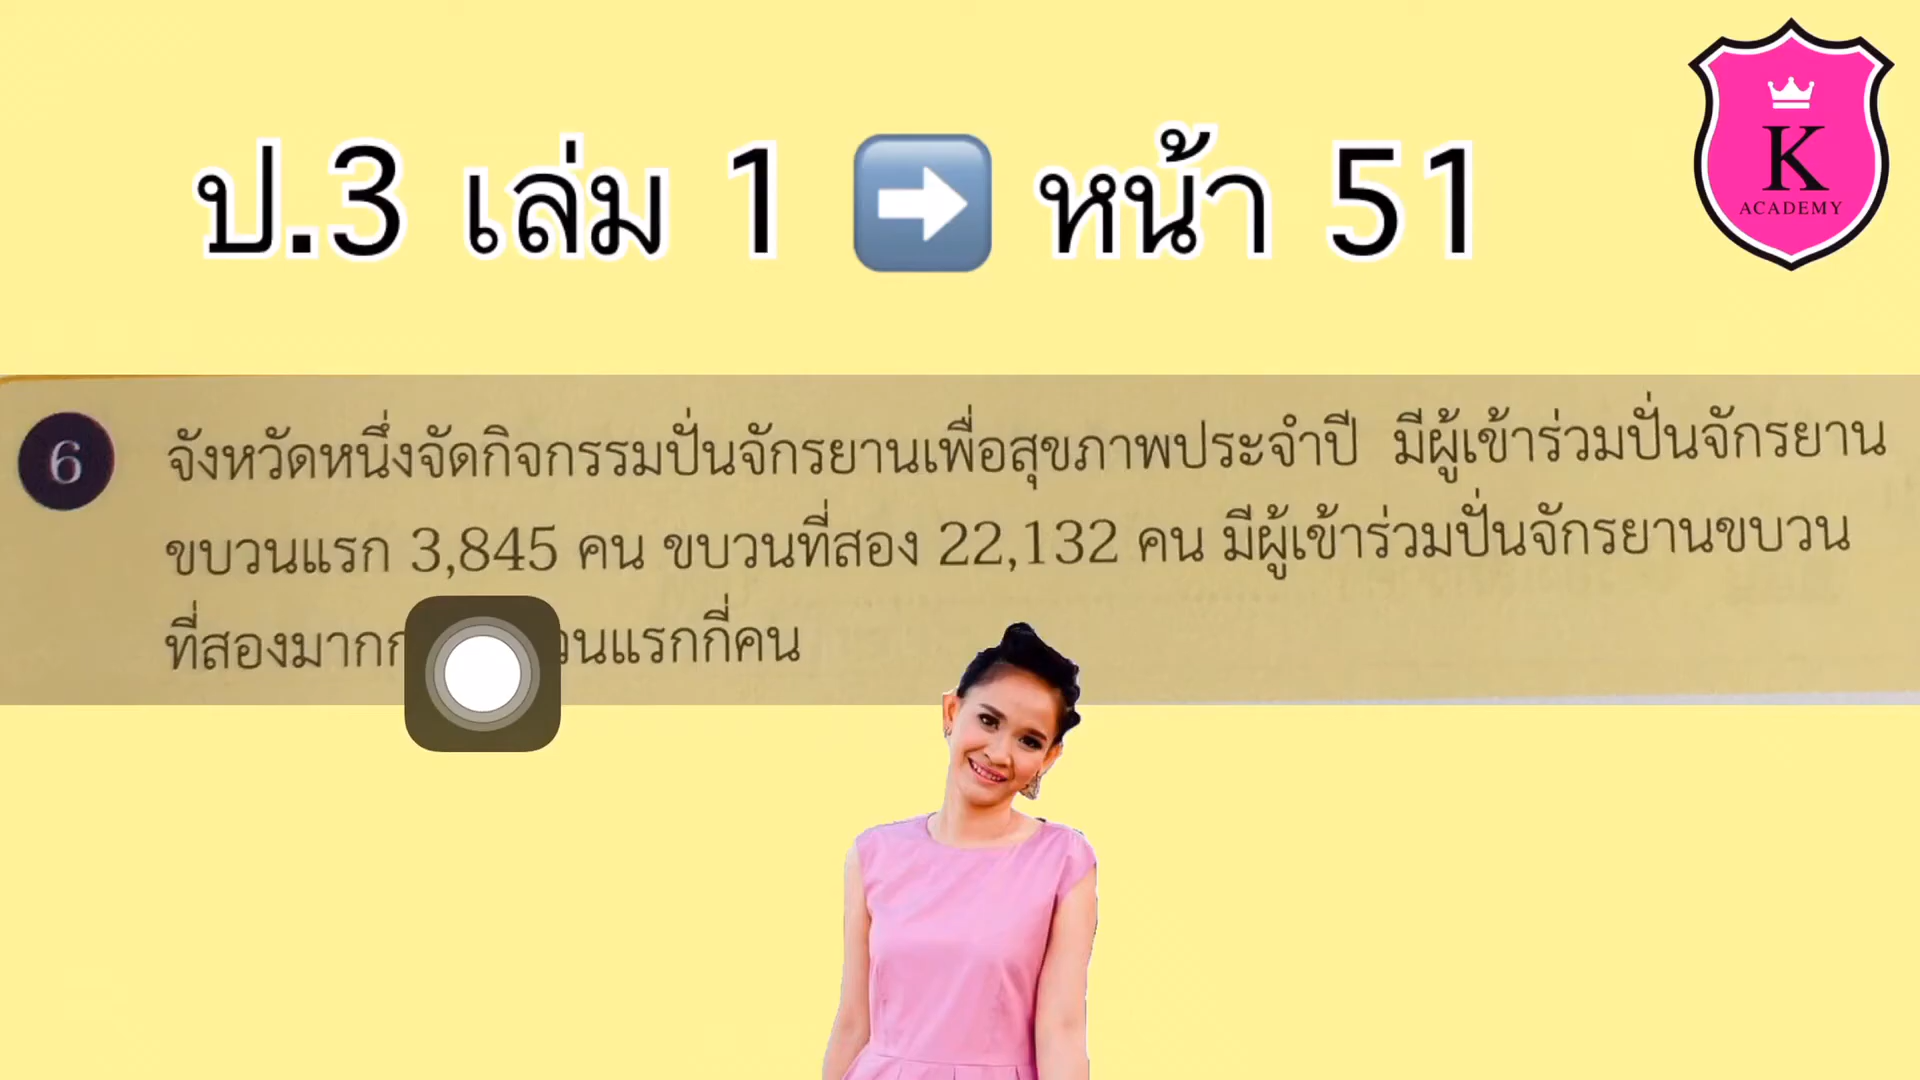 ป.3 เล่ม 1 ➡ หน้า 51
K
ACADEMY
6 จังหวัดหนึ่งจัดกิจกรรมปั่นจักรยานเพื่อสุขภาพประจำปี มีผู้เข้าร่วมปั่นจักรยาน
ขบวนแรก 3,845 คน ขบวนที่สอง 22,132 คน มีผู้เข้าร่วมปั่นจักรยานขบวน
ที่สองมาก แรกกี่คน